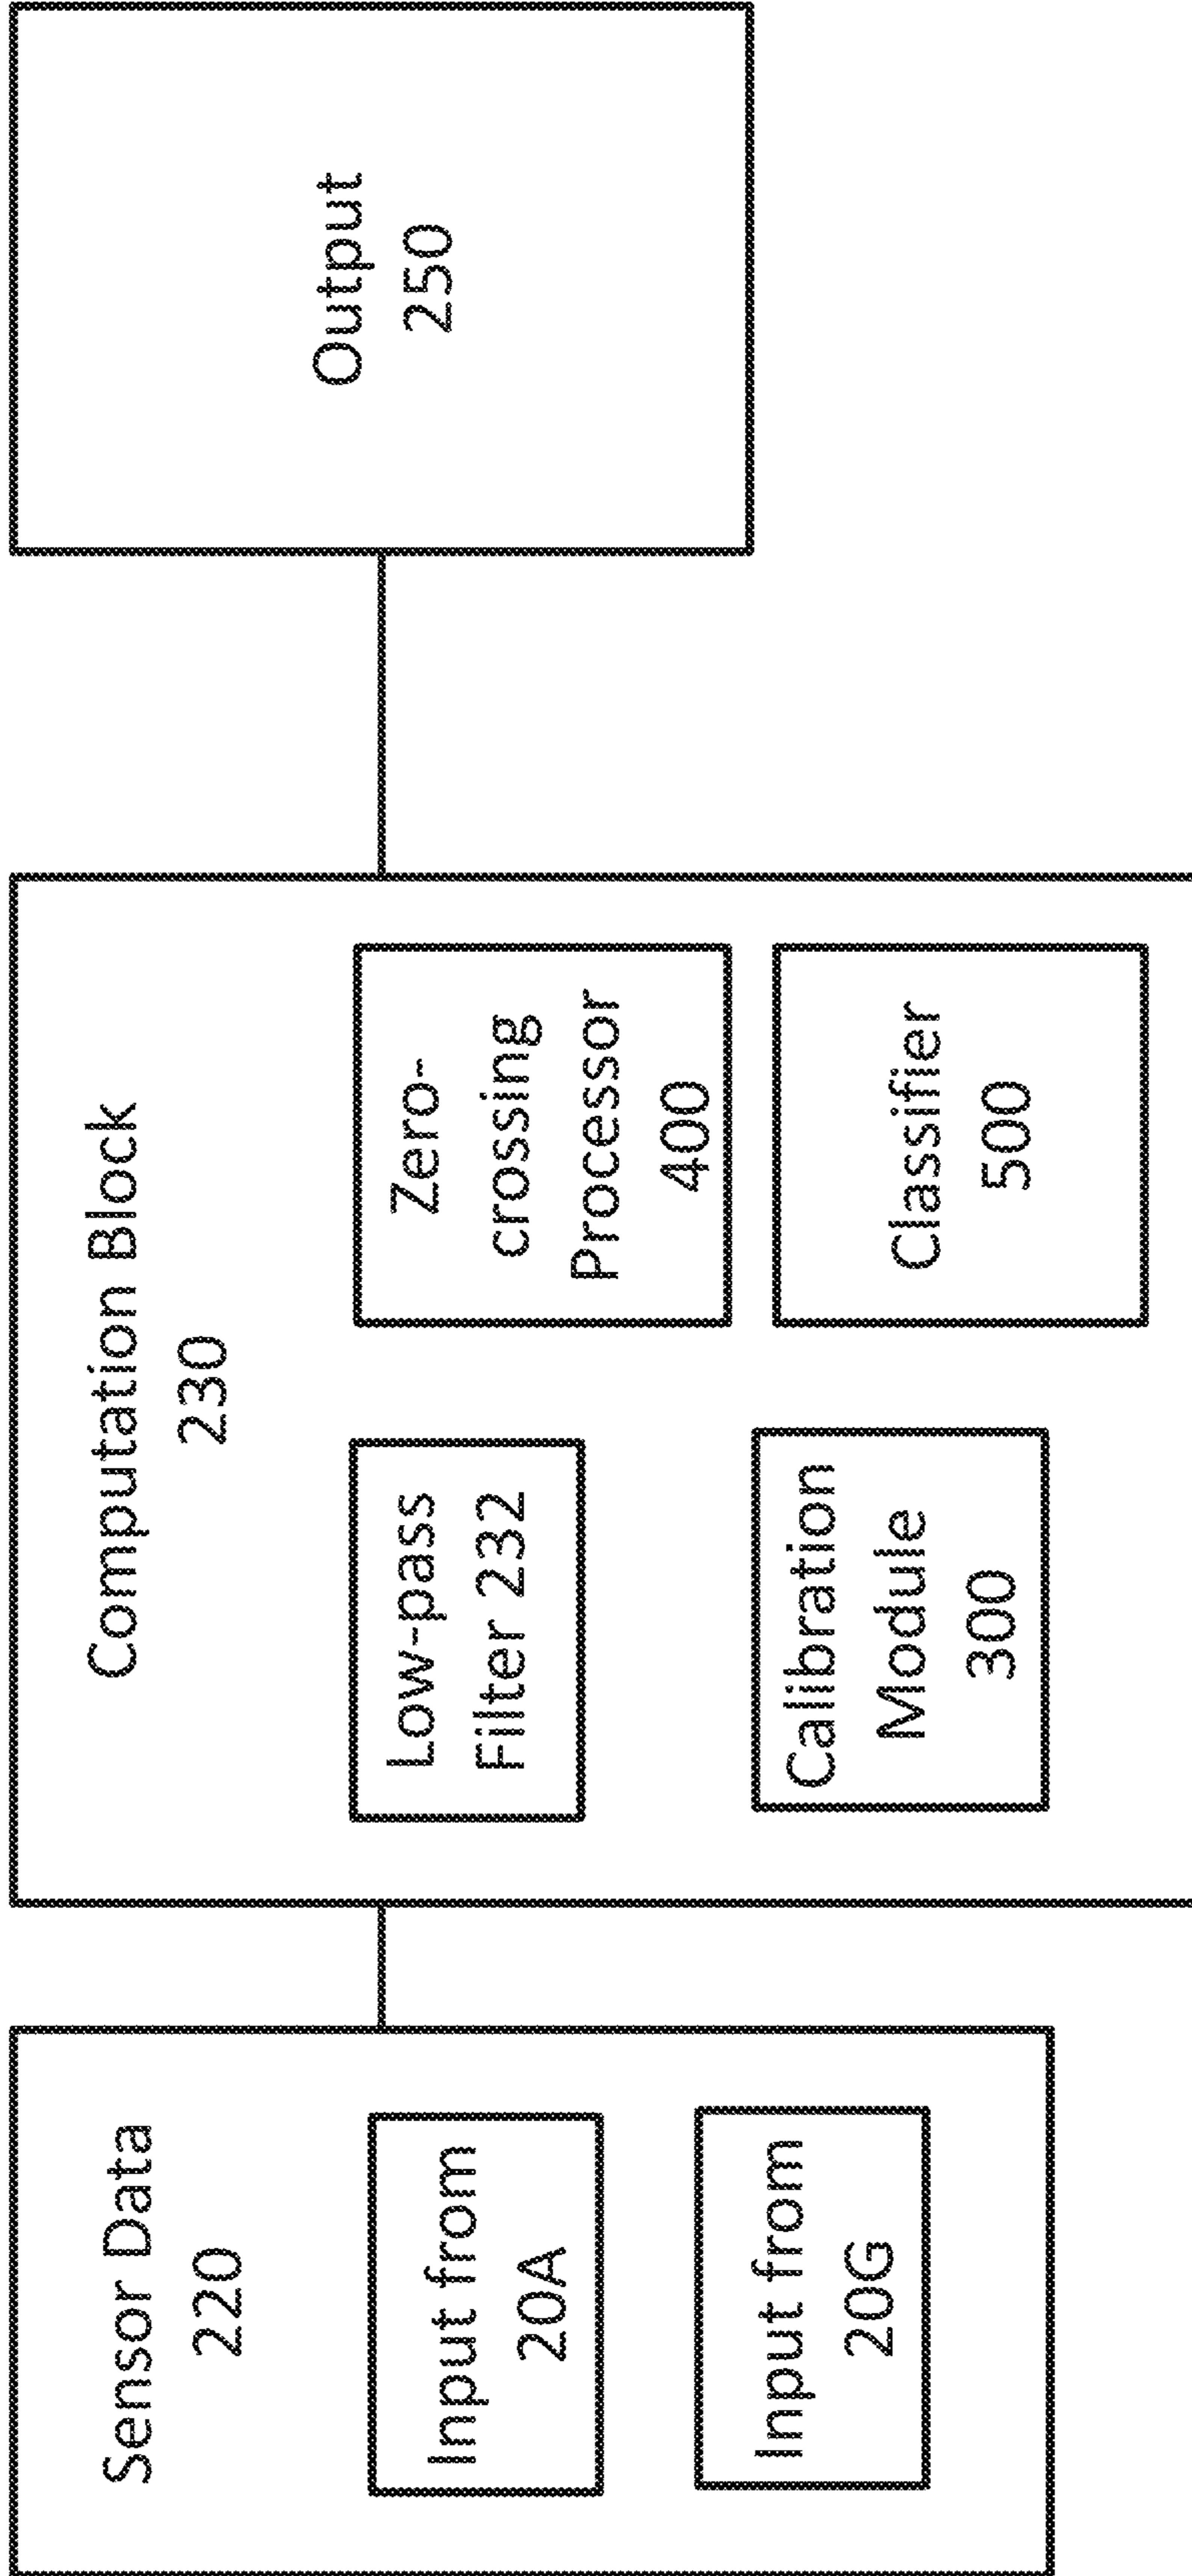 Sensor Data
220
Input from
20A
Input from
20G
Computation Block
230
Low-pass
Filter 232
Calibration
Module
300
Zero-
crossing
Processor
400
Classifier
500
Output
250